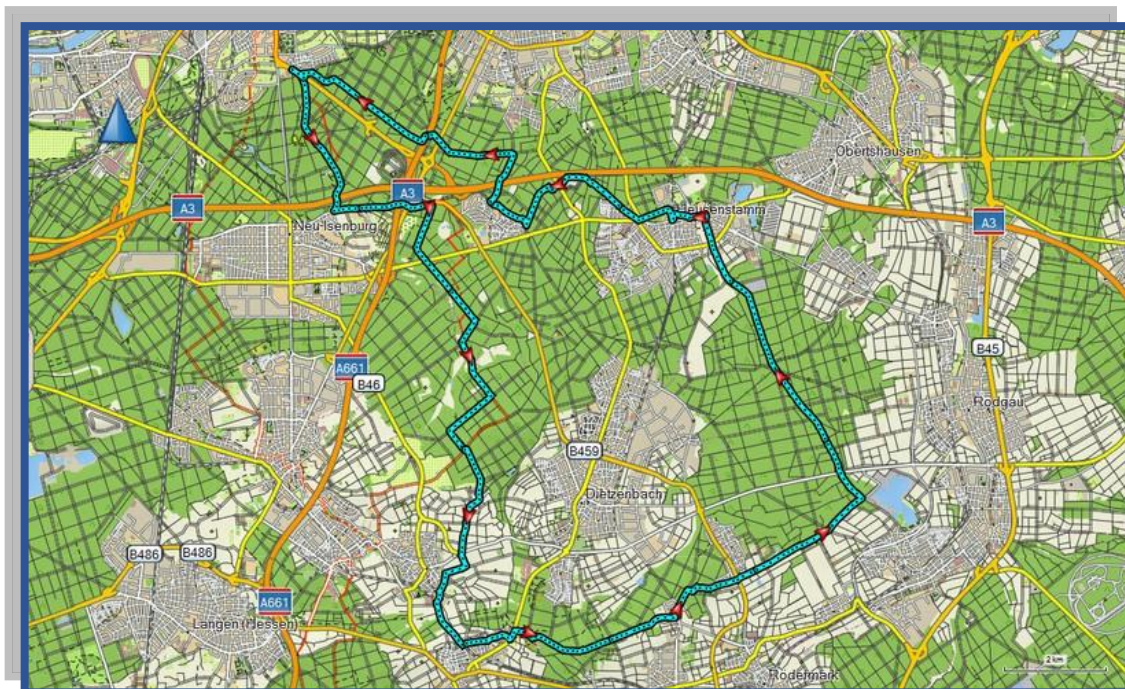 Obertshausen
A3
A3
Heusenstamm
A3
Neu-Isenburg
B45
A661
B46
Rodgau
B459
Dietzenbach
B486
B486
A661
Langen (Hessen)
2 km
Rödermark